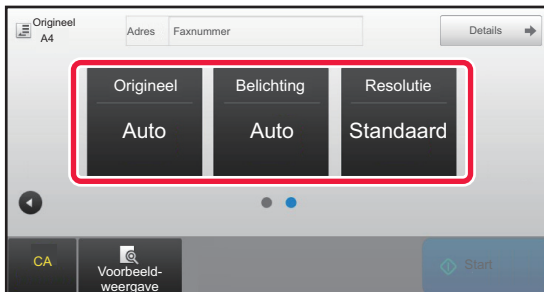 Origineel
A4
Adres Faxnummer
Details
Origineel Belichting Resolutie
Auto Auto Standaard
CA
Voorbeeld-
weergave
Start